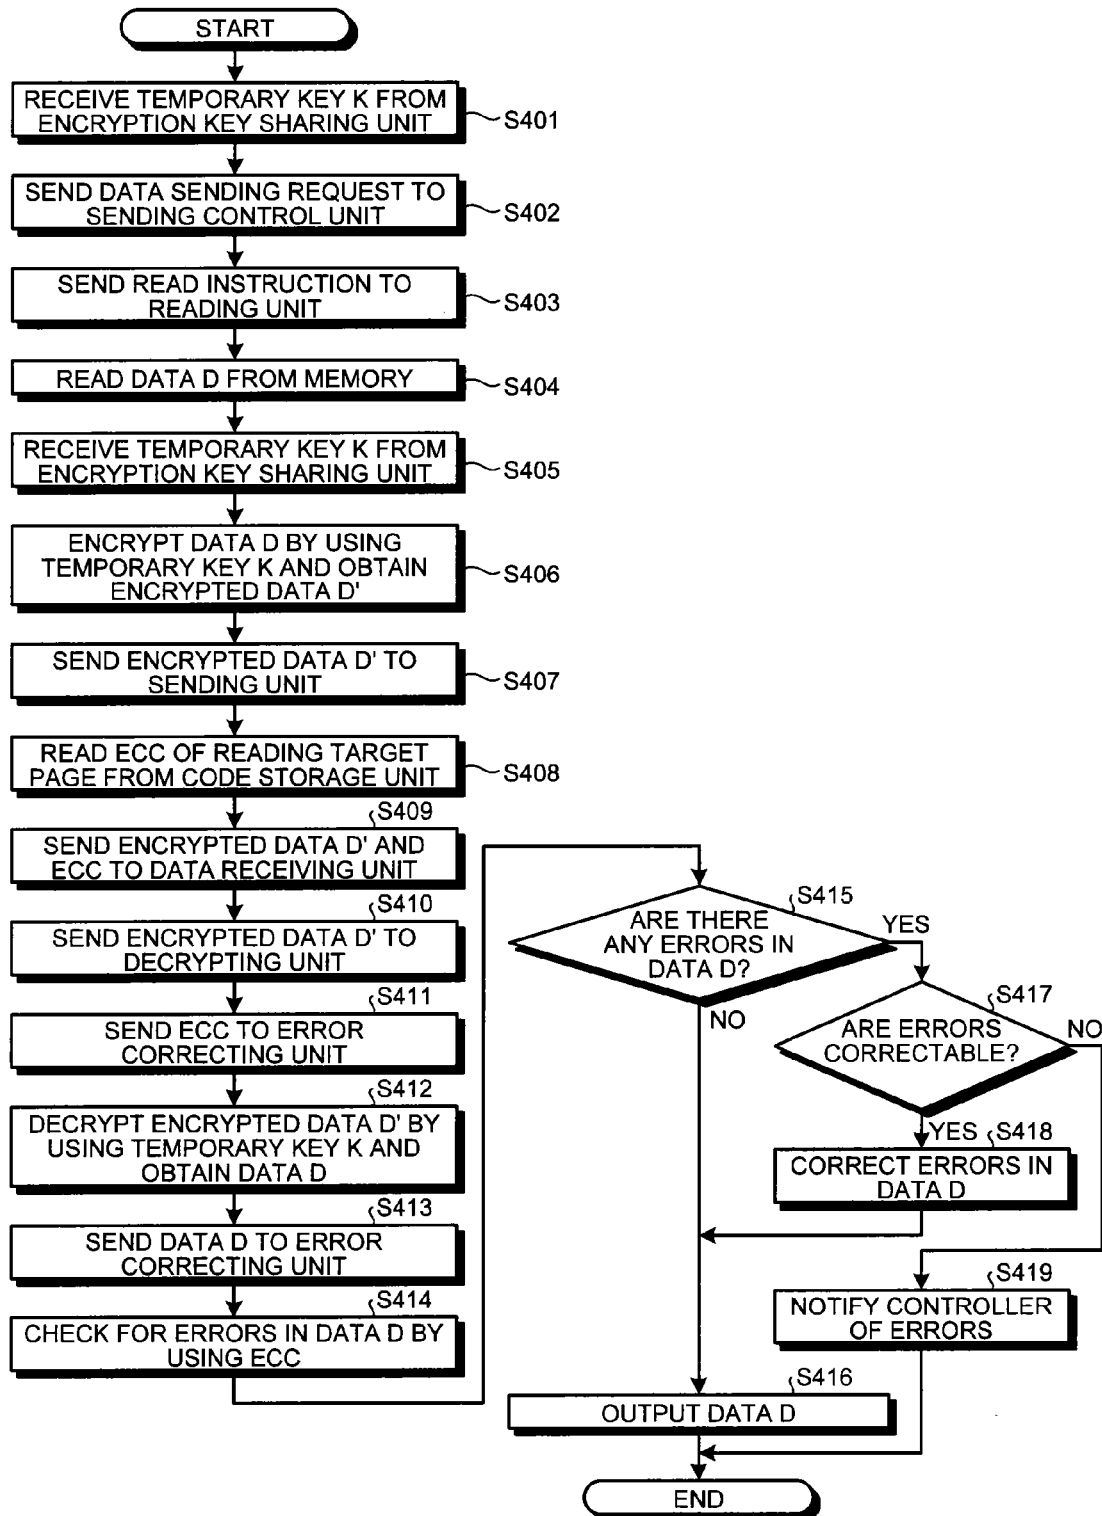 START
RECEIVE TEMPORARY KEY K FROM
ENCRYPTION KEY SHARING UNIT
S401
SEND DATA SENDING REQUEST TO
SENDING CONTROL UNIT
S402
SEND READ INSTRUCTION TO
READING UNIT
S403
READ DATA D FROM MEMORY
S404
RECEIVE TEMPORARY KEY K FROM
ENCRYPTION KEY SHARING UNIT
S405
ENCRYPT DATA D BY USING
TEMPORARY KEY K AND OBTAIN
ENCRYPTED DATA D'
S406
SEND ENCRYPTED DATA D' TO
SENDING UNIT
S407
READ ECC OF READING TARGET
PAGE FROM CODE STORAGE UNIT
S408
S409
SEND ENCRYPTED DATA D' AND
ECC TO DATA RECEIVING UNIT
S410
SEND ENCRYPTED DATA D' TO
DECRYPTING UNIT
S411
SEND ECC TO ERROR
CORRECTING UNIT
S412
DECRYPT ENCRYPTED DATA D' BY
USING TEMPORARY KEY K AND
OBTAIN DATA D
S413
SEND DATA D TO ERROR
CORRECTING UNIT
S414
CHECK FOR ERRORS IN DATA D BY
USING ECC
S415
ARE THERE
ANY ERRORS IN
DATA D?
YES
NO
S417
ARE ERRORS
CORRECTABLE?
NO
YES
S418
CORRECT ERRORS IN
DATA D
S419
NOTIFY CONTROLLER
OF ERRORS
S416
OUTPUT DATA D
END